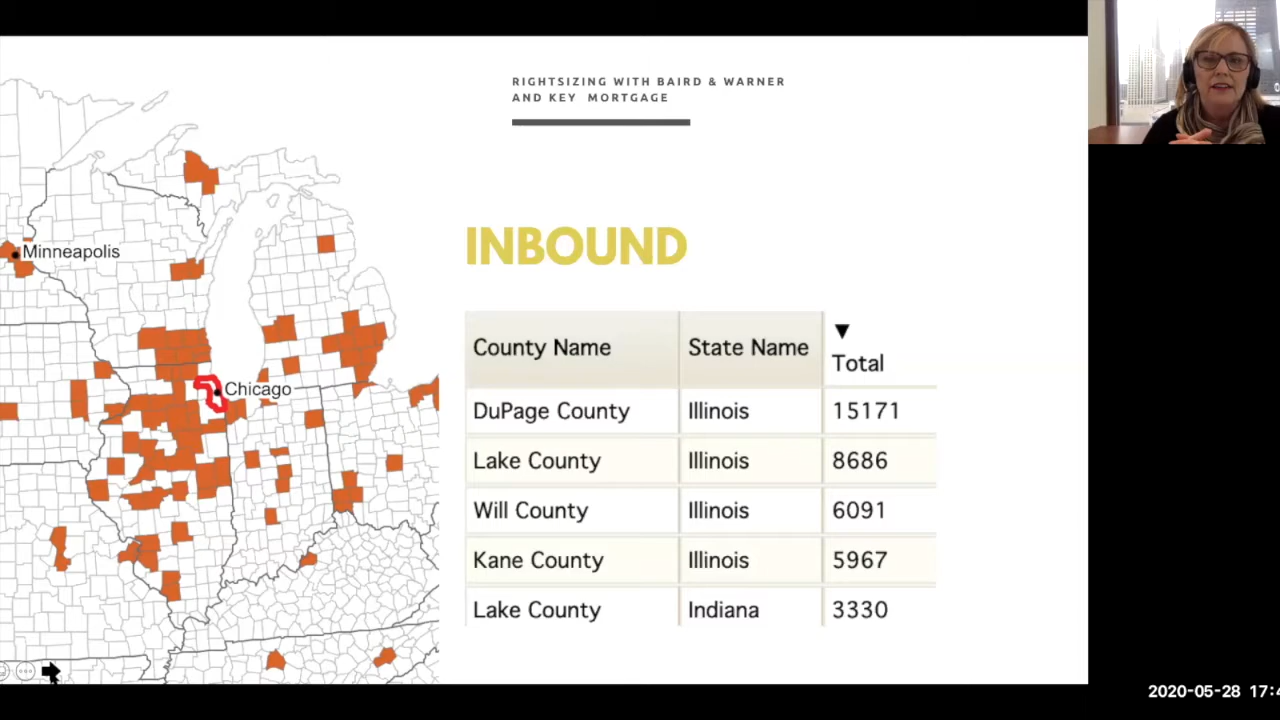 RIGHTSIZING WITH BAIRD & WARNER
AND KEY MORTGAGE
Minneapolis
Chicago
INBOUND
County Name State Name ▼ Total
DuPage County Illinois 15171
Lake County Illinois 8686
Will County Illinois 6091
Kane County Illinois 5967
Lake County Indiana 3330
2020-05-28 17:4